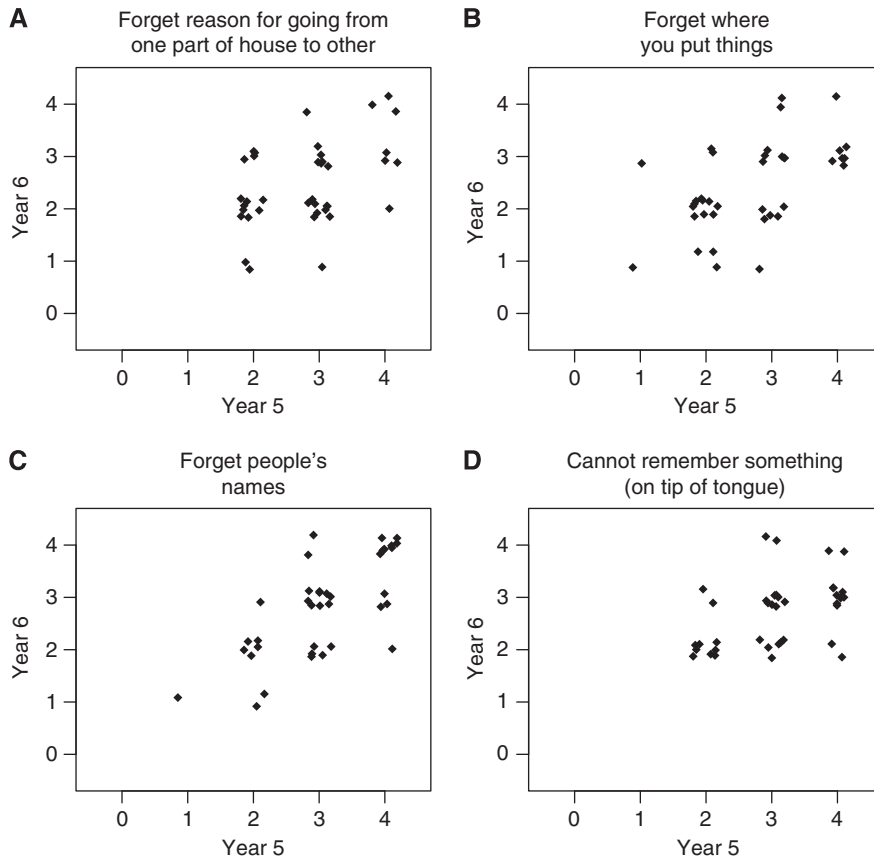 A
Forget reason for going from
one part of house to other
4
3
2
1
0
Year 6
0 1 2 3 4
Year 5
B
Forget where
you put things
4
3
2
1
0
Year 6
0 1 2 3 4
Year 5
C
Forget people's
names
4
3
2
1
0
Year 6
0 1 2 3 4
Year 5
D
Cannot remember something
(on tip of tongue)
4
3
2
1
0
Year 6
0 1 2 3 4
Year 5